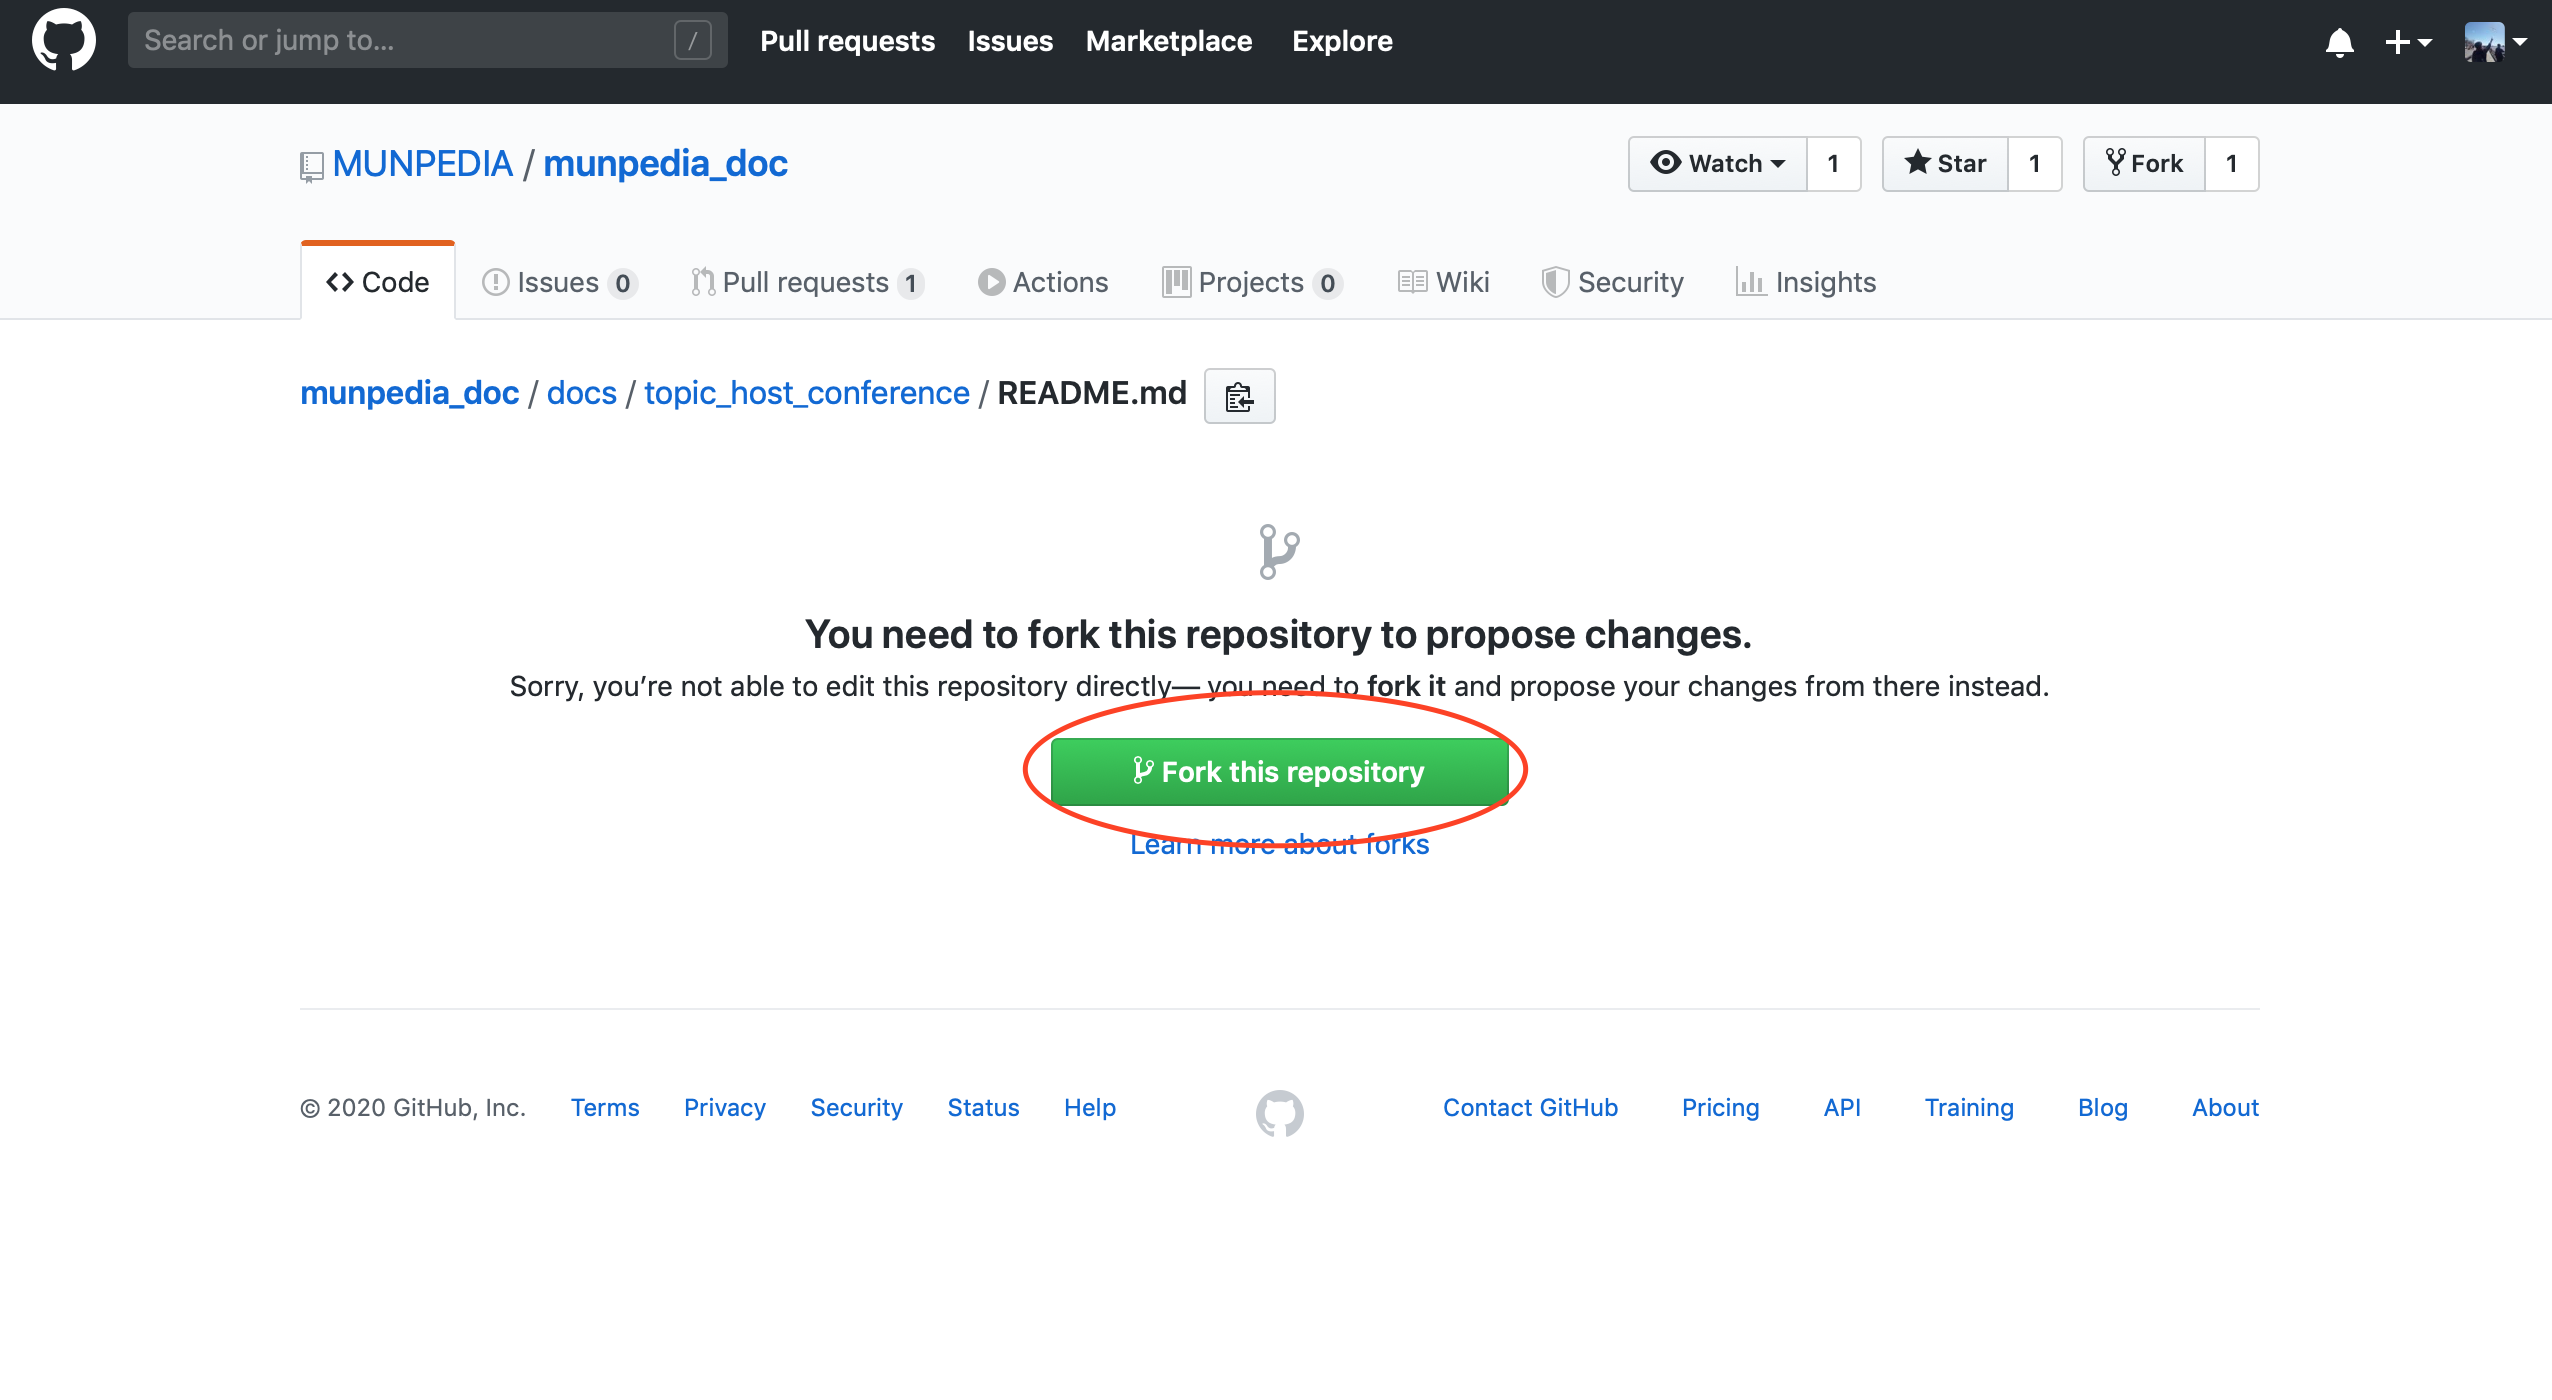 Search or jump to... /
Pull requests Issues Marketplace Explore
MUNPEDIA / munpedia_doc
Watch 1 Star 1 Fork 1
Code Issues 0 Pull requests 1 Actions Projects 0 Wiki Security Insights
munpedia_doc / docs / topic_host_conference / README.md
You need to fork this repository to propose changes.
Sorry, you’re not able to edit this repository directly— you need to fork it and propose your changes from there instead.
Fork this repository
Learn more about forks
© 2020 GitHub, Inc. Terms Privacy Security Status Help Contact GitHub Pricing API Training Blog About